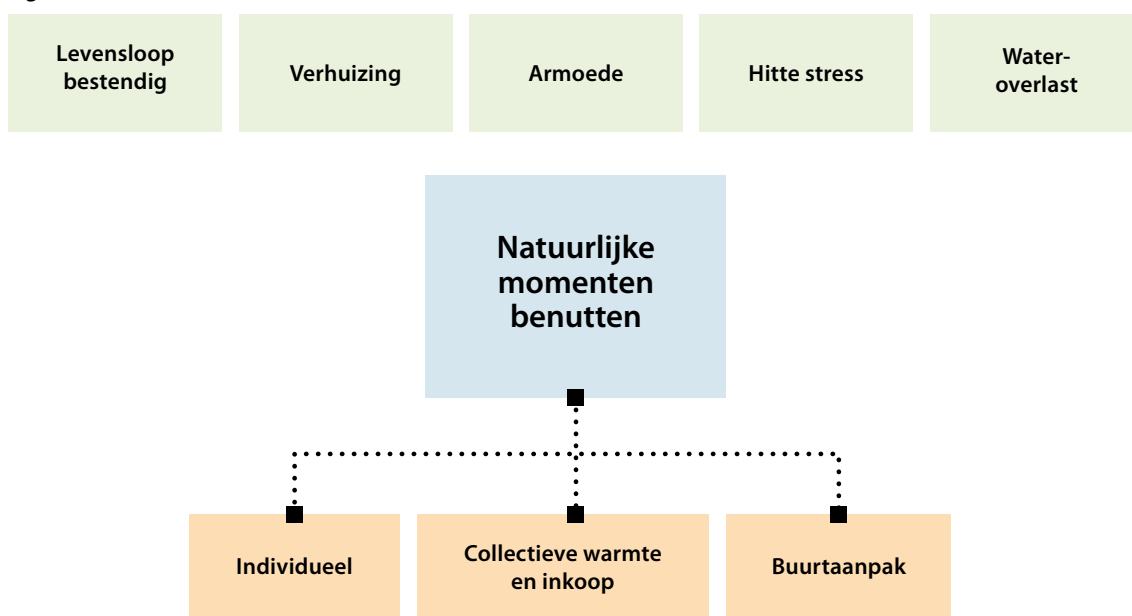 Levensloop
bestendig
Verhuizing
Armoede
Hitte stress
Water-
overlast
Natuurlijke
momenten
benutten
Individueel
Collectieve warmte
en inkoop
Buurtaanpak